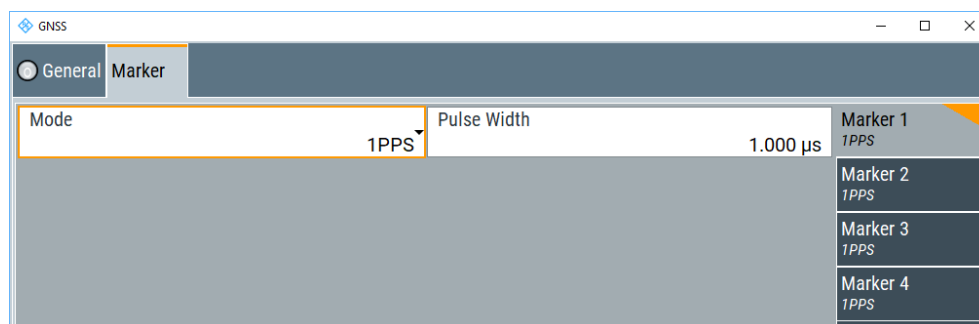 GNSS
General Marker
Mode
1PPS
Pulse Width
1.000 µs
Marker 1
1PPS
Marker 2
1PPS
Marker 3
1PPS
Marker 4
1PPS